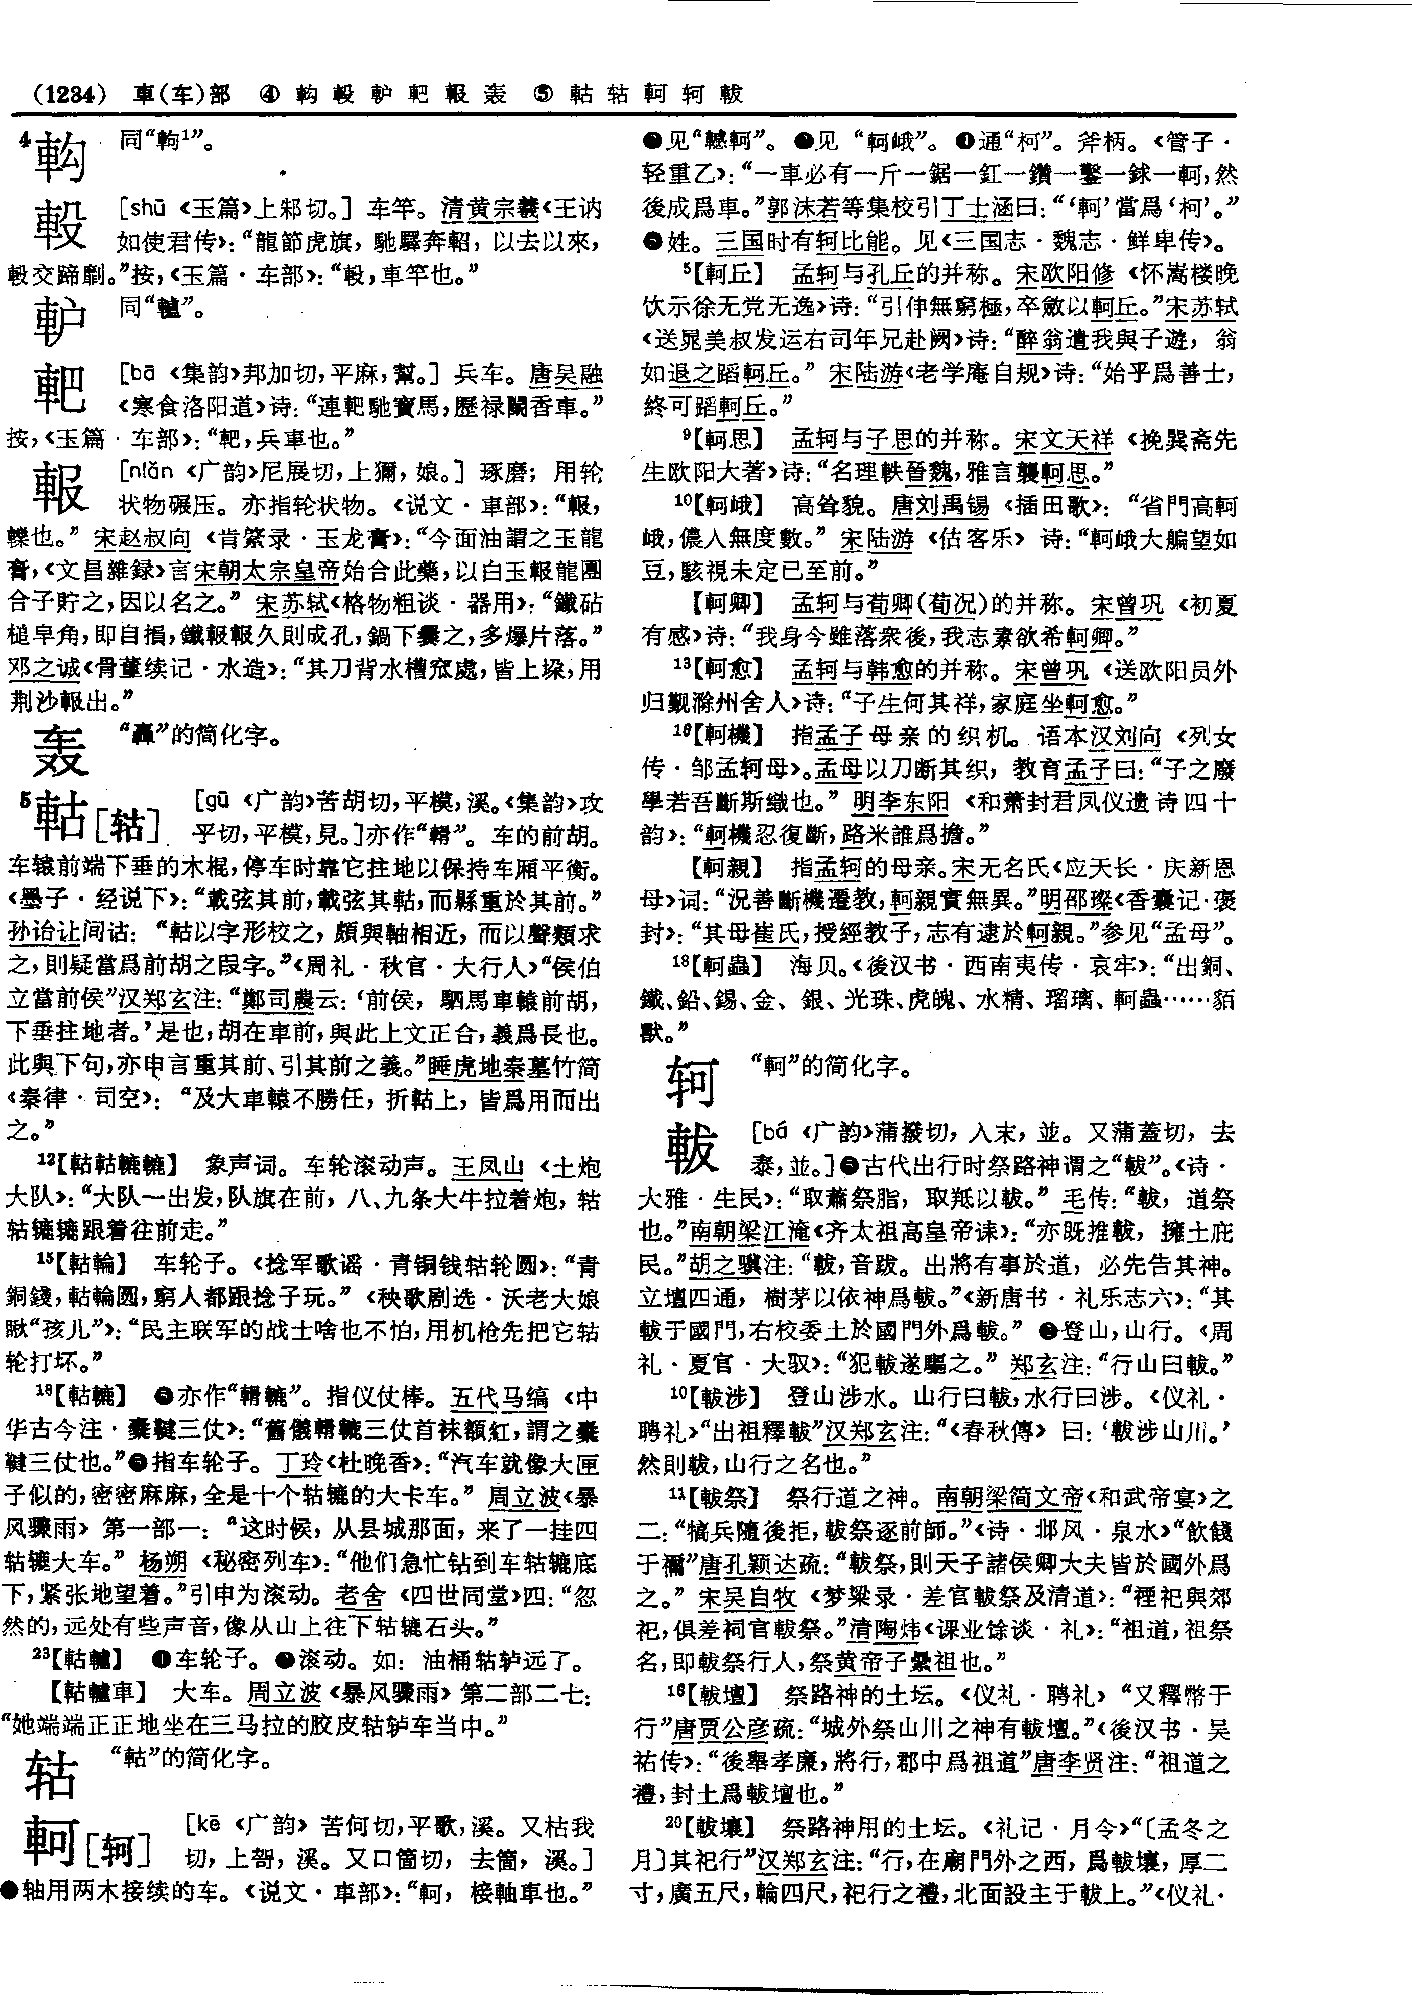 (1234) 車(车)部 ④ 軥 軗 轳 軛 報 轰 ⑤ 軲 轱 軻 轲 軷
4
同“軥¹”。
軗
[shū《玉篇》上邾切。] 车竿。清黄宗羲《王讷
如使君传》：“龍節虎旗，馳驛奔軺，以去以來，
軗交蹄劘。”按，《玉篇·车部》：“軗，車竿也。”
同“轤”。
䎱
[bā《集韵》邦加切，平麻，幫。] 兵车。唐吴融
《寒食洛阳道》诗：“連䎱馳寶馬，歷禄鬭香車。”
按，《玉篇·车部》：“䎱，兵車也。”
[niǎn《广韵》尼展切，上獮，娘。] 琢磨；用轮
状物碾压。亦指轮状物。《说文·車部》：“䡅，
轢也。” 宋赵叔向《肯綮录·玉龙膏》：“今面油謂之玉龍
膏，《文昌雜録》言宋朝太宗皇帝始合此藥，以白玉䡅龍團
合子貯之，因以名之。” 宋苏轼《格物粗谈·器用》：“鐵砧
槌皁角，即自損，鐵䡅䡅久則成孔，鍋下爨之，多爆片落。”
邓之诚《骨董续记·水造》：“其刀背水槽窊處，皆上垛，用
荆沙䡅出。”
轰
“轟”的简化字。
5 軲[轱]
[gū《广韵》苦胡切，平模，溪。《集韵》攻
乎切，平模，見。]亦作“䡩”。车的前胡。
车辕前端下垂的木棍，停车时靠它拄地以保持车厢平衡。
《墨子·经说下》：“載弦其前，載弦其軲，而縣重於其前。”
孙诒让间诂：“軲以字形校之，頗與軸相近，而以聲類求
之，則疑當爲前胡之叚字。”《周礼·秋官·大行人》“侯伯
立當前侯”汉郑玄注：“鄭司農云：‘前侯，駟馬車轅前胡，
下垂拄地者。’是也，胡在車前，與此上文正合，義爲長也。
此與下句，亦申言重其前、引其前之義。”睡虎地秦墓竹简
《秦律·司空》：“及大車轅不勝任，折軲上，皆爲用而出
之。”
12【軲軲轆轆】 象声词。车轮滚动声。王凤山《土炮
大队》：“大队一出发，队旗在前，八、九条大牛拉着炮，轱
轱辘辘跟着往前走。”
15【軲輪】 车轮子。《捻军歌谣·青铜钱轱轮圆》：“青
銅錢，軲輪圆，窮人都跟捻子玩。”《秧歌剧选·沃老大娘
瞅“孩儿”》：“民主联军的战士啥也不怕，用机枪先把它轱
轮打坏。”
18【軲轆】 ❶亦作“䡩轆”。指仪仗棒。五代马缟《中
华古今注·橐鞬三仗》：“舊儀䡩轆三仗首袜額紅，謂之橐
鞬三仗也。”❷指车轮子。丁玲《杜晚香》：“汽车就像大匣
子似的，密密麻麻，全是十个轱辘的大卡车。”周立波《暴
风骤雨》第一部一：“这时候，从县城那面，来了一挂四
轱辘大车。” 杨朔《秘密列车》：“他们急忙钻到车轱辘底
下，紧张地望着。”引申为滚动。老舍《四世同堂》四：“忽
然的，远处有些声音，像从山上往下轱辘石头。”
23【軲轤】 ❶车轮子。❷滚动。如：油桶轱轳远了。
【軲轤車】 大车。周立波《暴风骤雨》第二部二七：
“她端端正正地坐在三马拉的胶皮轱轳车当中。”
轱
“軲”的简化字。
軻[轲]
[kē《广韵》苦何切，平歌，溪。又枯我
切，上哿，溪。又口箇切，去箇，溪。]
❶轴用两木接续的车。《说文·車部》：“軻，接軸車也。”
❷见“轗軻”。❸见“軻峨”。❹通“柯”。斧柄。《管子·
轻重乙》：“一車必有一斤一鋸一釭一鑽一鑿一銶一軻，然
後成爲車。”郭沫若等集校引丁士涵曰：“‘軻’當爲‘柯’。”
❺姓。三国时有轲比能。见《三国志·魏志·鲜卑传》。
5【軻丘】 孟轲与孔丘的并称。宋欧阳修《怀嵩楼晚
饮示徐无党无逸》诗：“引伸無窮極，卒斂以軻丘。”宋苏轼
《送晁美叔发运右司年兄赴阙》诗：“醉翁遣我與子遊，翁
如退之蹈軻丘。” 宋陆游《老学庵自规》诗：“始乎爲善士，
終可蹈軻丘。”
9【軻思】 孟轲与子思的并称。宋文天祥《挽巽斋先
生欧阳大著》诗：“名理軼晉魏，雅言襲軻思。”
10【軻峨】 高耸貌。唐刘禹锡《插田歌》：“省門高軻
峨，儂人無度數。” 宋陆游《估客乐》诗：“軻峨大艑望如
豆，駭視未定已至前。”
【軻卿】 孟轲与荀卿(荀况)的并称。宋曾巩《初夏
有感》诗：“我身今雖落衆後，我志素欲希軻卿。”
13【軻愈】 孟轲与韩愈的并称。宋曾巩《送欧阳员外
归觐滁州舍人》诗：“子生何其祥，家庭坐軻愈。”
16【軻機】 指孟子母亲的织机。语本汉刘向《列女
传·邹孟轲母》。孟母以刀断其织，教育孟子曰：“子之廢
學若吾斷斯織也。” 明李东阳《和萧封君凤仪遗诗四十
韵》：“軻機忍復斷，路米誰爲擔。”
【軻親】 指孟轲的母亲。宋无名氏《应天长·庆新恩
母》词：“況善斷機遷教，軻親實無異。”明邵璨《香囊记·褒
封》：“其母崔氏，授經教子，志有逮於軻親。”参见“孟母”。
18【軻蟲】 海贝。《後汉书·西南夷传·哀牢》：“出銅、
鐵、鉛、錫、金、銀、光珠、虎魄、水精、瑠璃、軻蟲……貊
獸。”
轲
“軻”的简化字。
軷
[bá《广韵》蒲撥切，入末，並。又蒲蓋切，去
泰，並。]❶古代出行时祭路神谓之“軷”。《诗·
大雅·生民》：“取蕭祭脂，取羝以軷。” 毛传：“軷，道祭
也。”南朝梁江淹《齐太祖高皇帝诔》：“亦既推軷，擁土庇
民。”胡之骥注：“軷，音跋。出將有事於道，必先告其神。
立壇四通，樹茅以依神爲軷。”《新唐书·礼乐志六》：“其
軷于國門，右校委土於國門外爲軷。” ❷登山，山行。《周
礼·夏官·大驭》：“犯軷遂驅之。” 郑玄注：“行山曰軷。”
10【軷涉】 登山涉水。山行曰軷，水行曰涉。《仪礼·
聘礼》“出祖釋軷”汉郑玄注：“《春秋傳》曰：‘軷涉山川。’
然則軷，山行之名也。”
11【軷祭】 祭行道之神。南朝梁简文帝《和武帝宴》之
二：“犒兵隨後拒，軷祭逐前師。”《诗·邶风·泉水》“飲餞
于禰”唐孔颖达疏：“軷祭，則天子諸侯卿大夫皆於國外爲
之。” 宋吴自牧《梦粱录·差官軷祭及清道》：“禋祀與郊
祀，俱差祠官軷祭。”清陶炜《课业馀谈·礼》：“祖道，祖祭
名，即軷祭行人，祭黄帝子纍祖也。”
16【軷壇】 祭路神的土坛。《仪礼·聘礼》“又釋幣于
行”唐贾公彦疏：“城外祭山川之神有軷壇。”《後汉书·吴
祐传》：“後舉孝廉，將行，郡中爲祖道”唐李贤注：“祖道之
禮，封土爲軷壇也。”
20【軷壤】 祭路神用的土坛。《礼记·月令》“〔孟冬之
月〕其祀行”汉郑玄注：“行，在廟門外之西，爲軷壤，厚二
寸，廣五尺，輪四尺，祀行之禮，北面設主于軷上。”《仪礼·